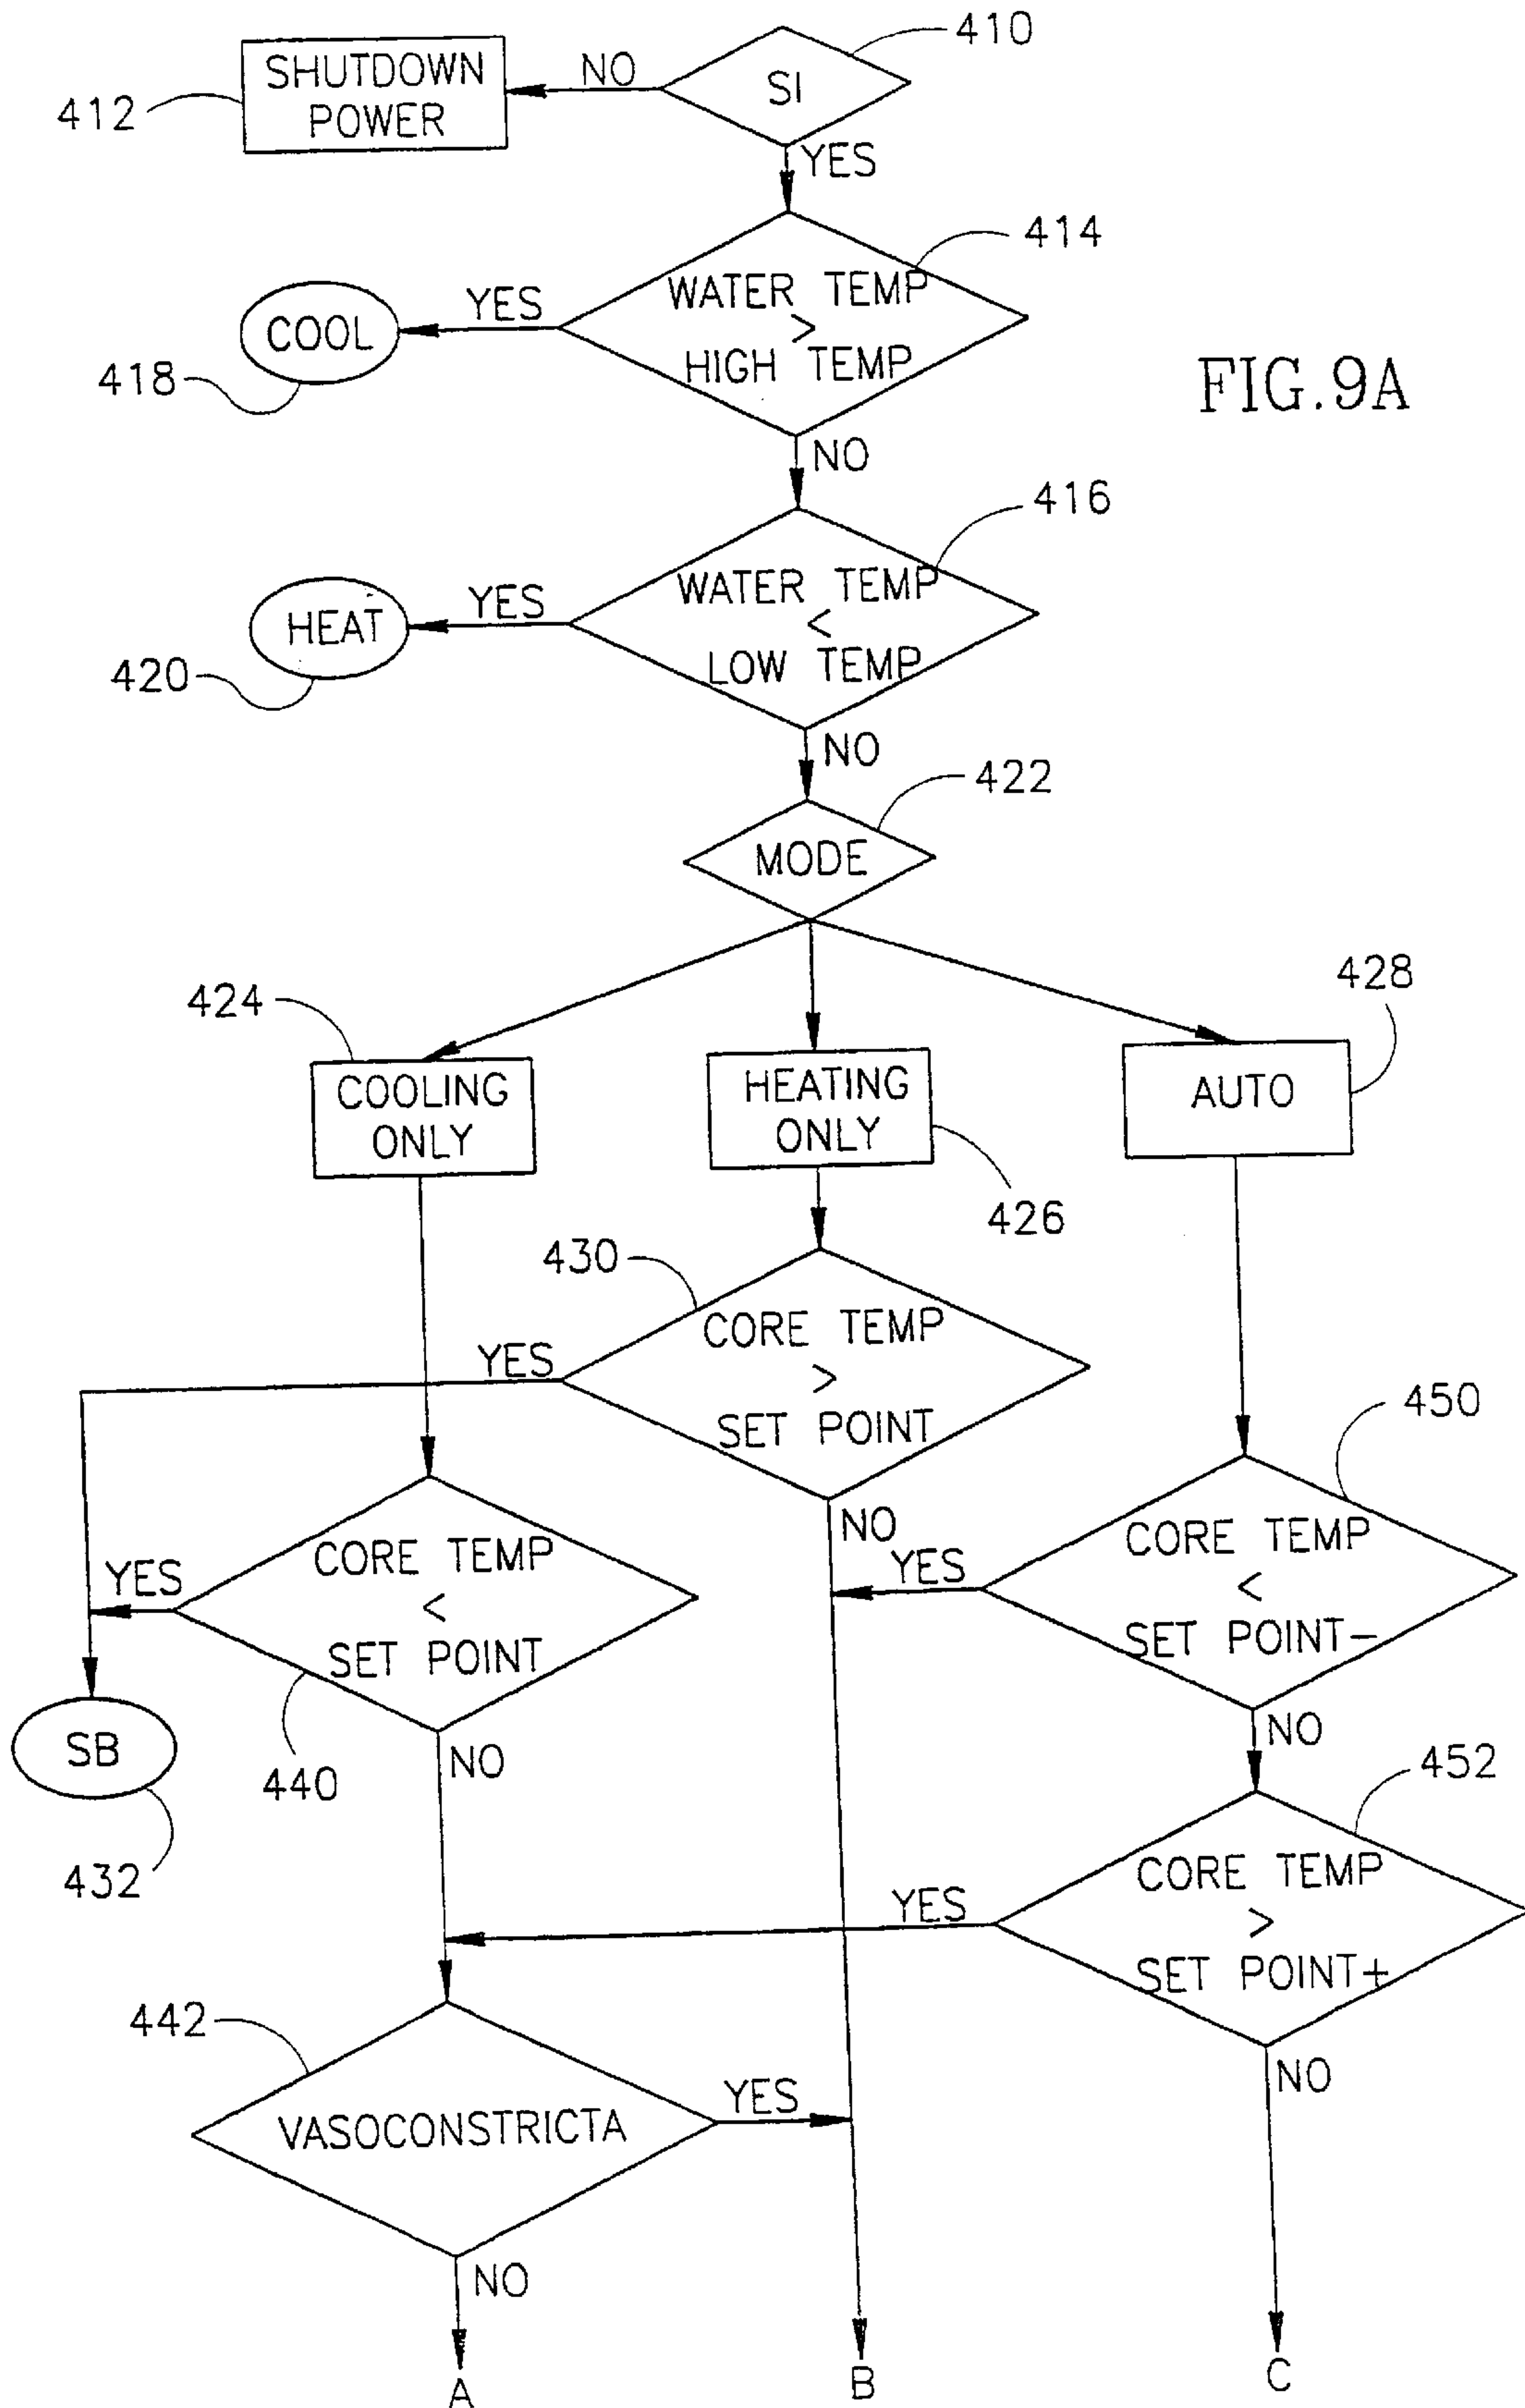 410
SHUTDOWN
POWER
NO
SI
412
YES
414
WATER TEMP
>
HIGH TEMP
YES
COOL
418
FIG.9A
NO
416
WATER TEMP
<
LOW TEMP
YES
HEAT
420
NO
422
MODE
424
428
COOLING
ONLY
HEATING
ONLY
AUTO
426
430
CORE TEMP
>
SET POINT
YES
450
NO
CORE TEMP
<
SET POINT
YES
CORE TEMP
<
SET POINT-
YES
SB
440
NO
NO
432
452
CORE TEMP
>
SET POINT+
YES
442
VASOCONSTRICTA
YES
NO
NO
A
B
C